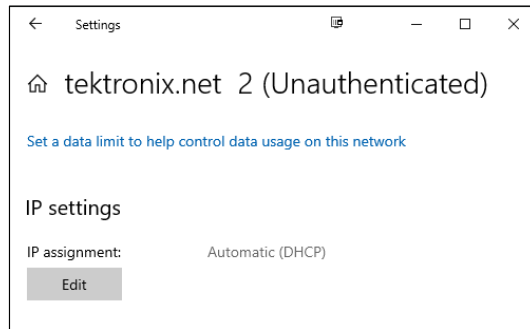 Settings
tektronix.net 2 (Unauthenticated)
Set a data limit to help control data usage on this network
IP settings
IP assignment: Automatic (DHCP)
Edit